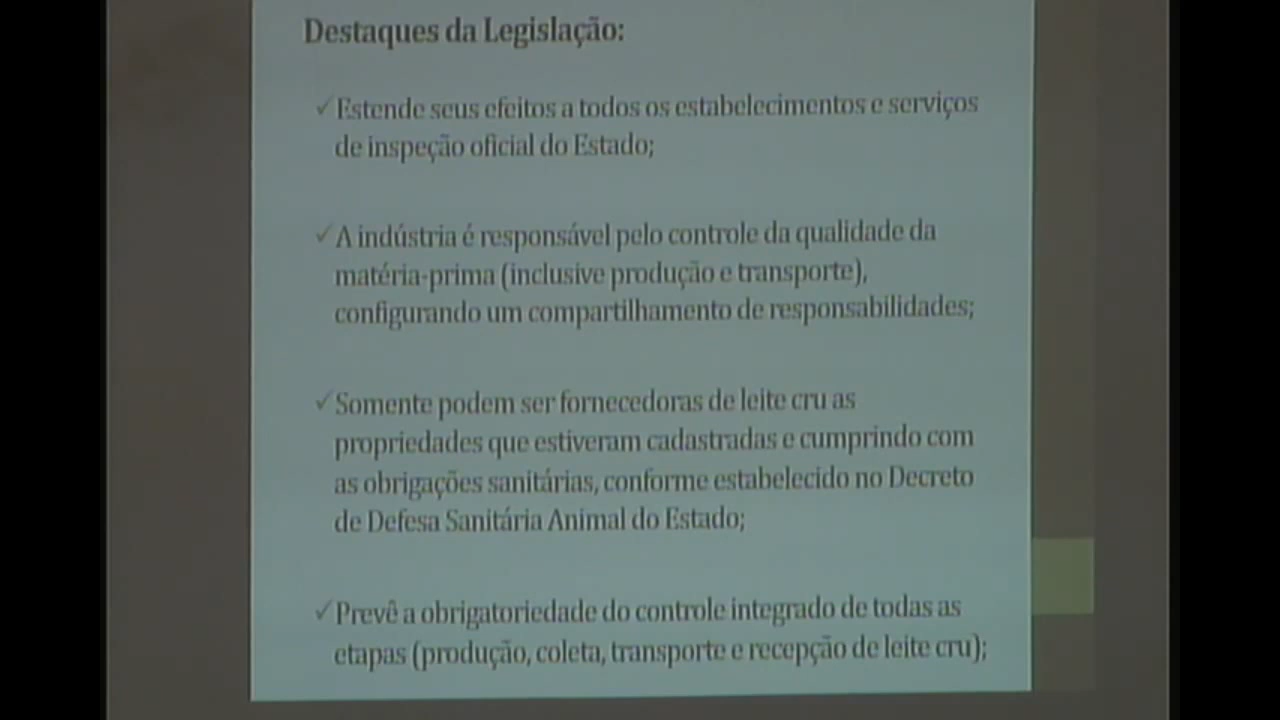 Destaques da Legislação:
✓Estende seus efeitos a todos os estabelecimentos e serviços
de inspeção oficial do Estado;
✓A indústria é responsável pelo controle da qualidade da
matéria-prima (inclusive produção e transporte),
configurando um compartilhamento de responsabilidades;
✓Somente podem ser fornecedoras de leite cru as
propriedades que estiveram cadastradas e cumprindo com
as obrigações sanitárias, conforme estabelecido no Decreto
de Defesa Sanitária Animal do Estado;
✓Prevê a obrigatoriedade do controle integrado de todas as
etapas (produção, coleta, transporte e recepção de leite cru);